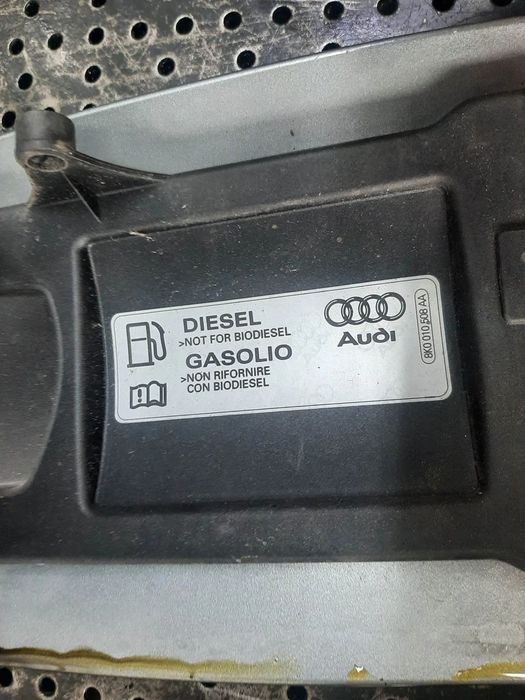 DIESEL
>NOT FOR BIODIESEL
GASOLIO
>NON RIFORNIRE
CON BIODIESEL
Audi
8K0 010 508 AA